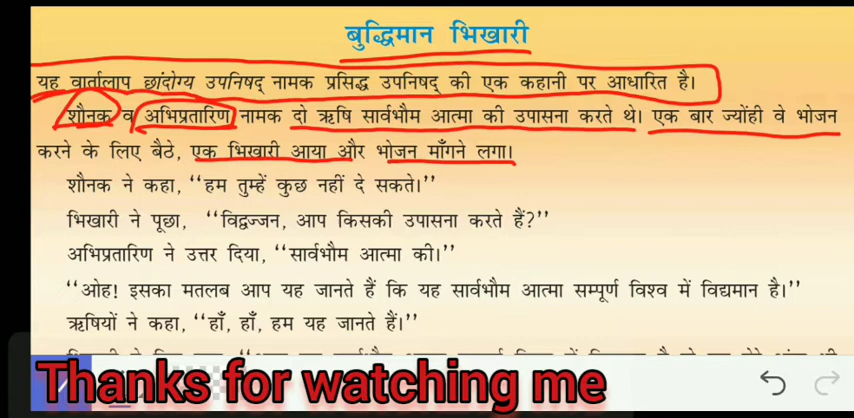 बुद्धिमान भिखारी
यह वार्तालाप छांदोग्य उपनिषद् नामक प्रसिद्ध उपनिषद् की एक कहानी पर आधारित है।
शौनक व अभिप्रतारिण नामक दो ऋषि सार्वभौम आत्मा की उपासना करते थे। एक बार ज्योंही वे भोजन
करने के लिए बैठे, एक भिखारी आया और भोजन माँगने लगा।
शौनक ने कहा, “हम तुम्हें कुछ नहीं दे सकते।”
भिखारी ने पूछा, “विद्वज्जन, आप किसकी उपासना करते हैं?”
अभिप्रतारिण ने उत्तर दिया, “सार्वभौम आत्मा की।”
“ओह! इसका मतलब आप यह जानते हैं कि यह सार्वभौम आत्मा सम्पूर्ण विश्व में विद्यमान है।”
ऋषियों ने कहा, “हाँ, हाँ, हम यह जानते हैं।”
Thanks for watching me